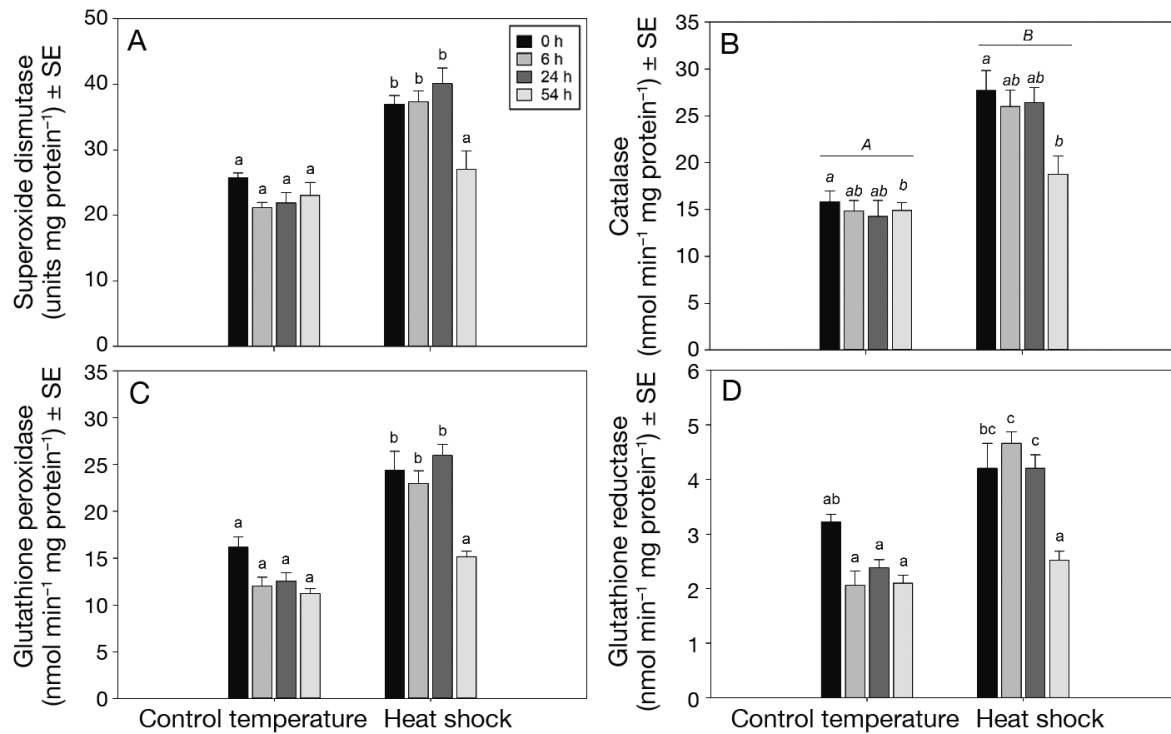 A
Superoxide dismutase
(units mg protein⁻¹) ± SE
50
40
30
20
10
0
0 h
6 h
24 h
54 h
a
a
a
a
b
b
b
a
B
Catalase
(nmol min⁻¹ mg protein⁻¹) ± SE
35
30
25
20
15
10
5
0
A
a
ab
ab
b
B
a
ab
ab
b
C
Glutathione peroxidase
(nmol min⁻¹ mg protein⁻¹) ± SE
35
30
25
20
15
10
5
0
a
a
a
a
b
b
b
a
Control temperature
Heat shock
D
Glutathione reductase
(nmol min⁻¹ mg protein⁻¹) ± SE
6
5
4
3
2
1
0
ab
a
a
a
bc
c
c
a
Control temperature
Heat shock